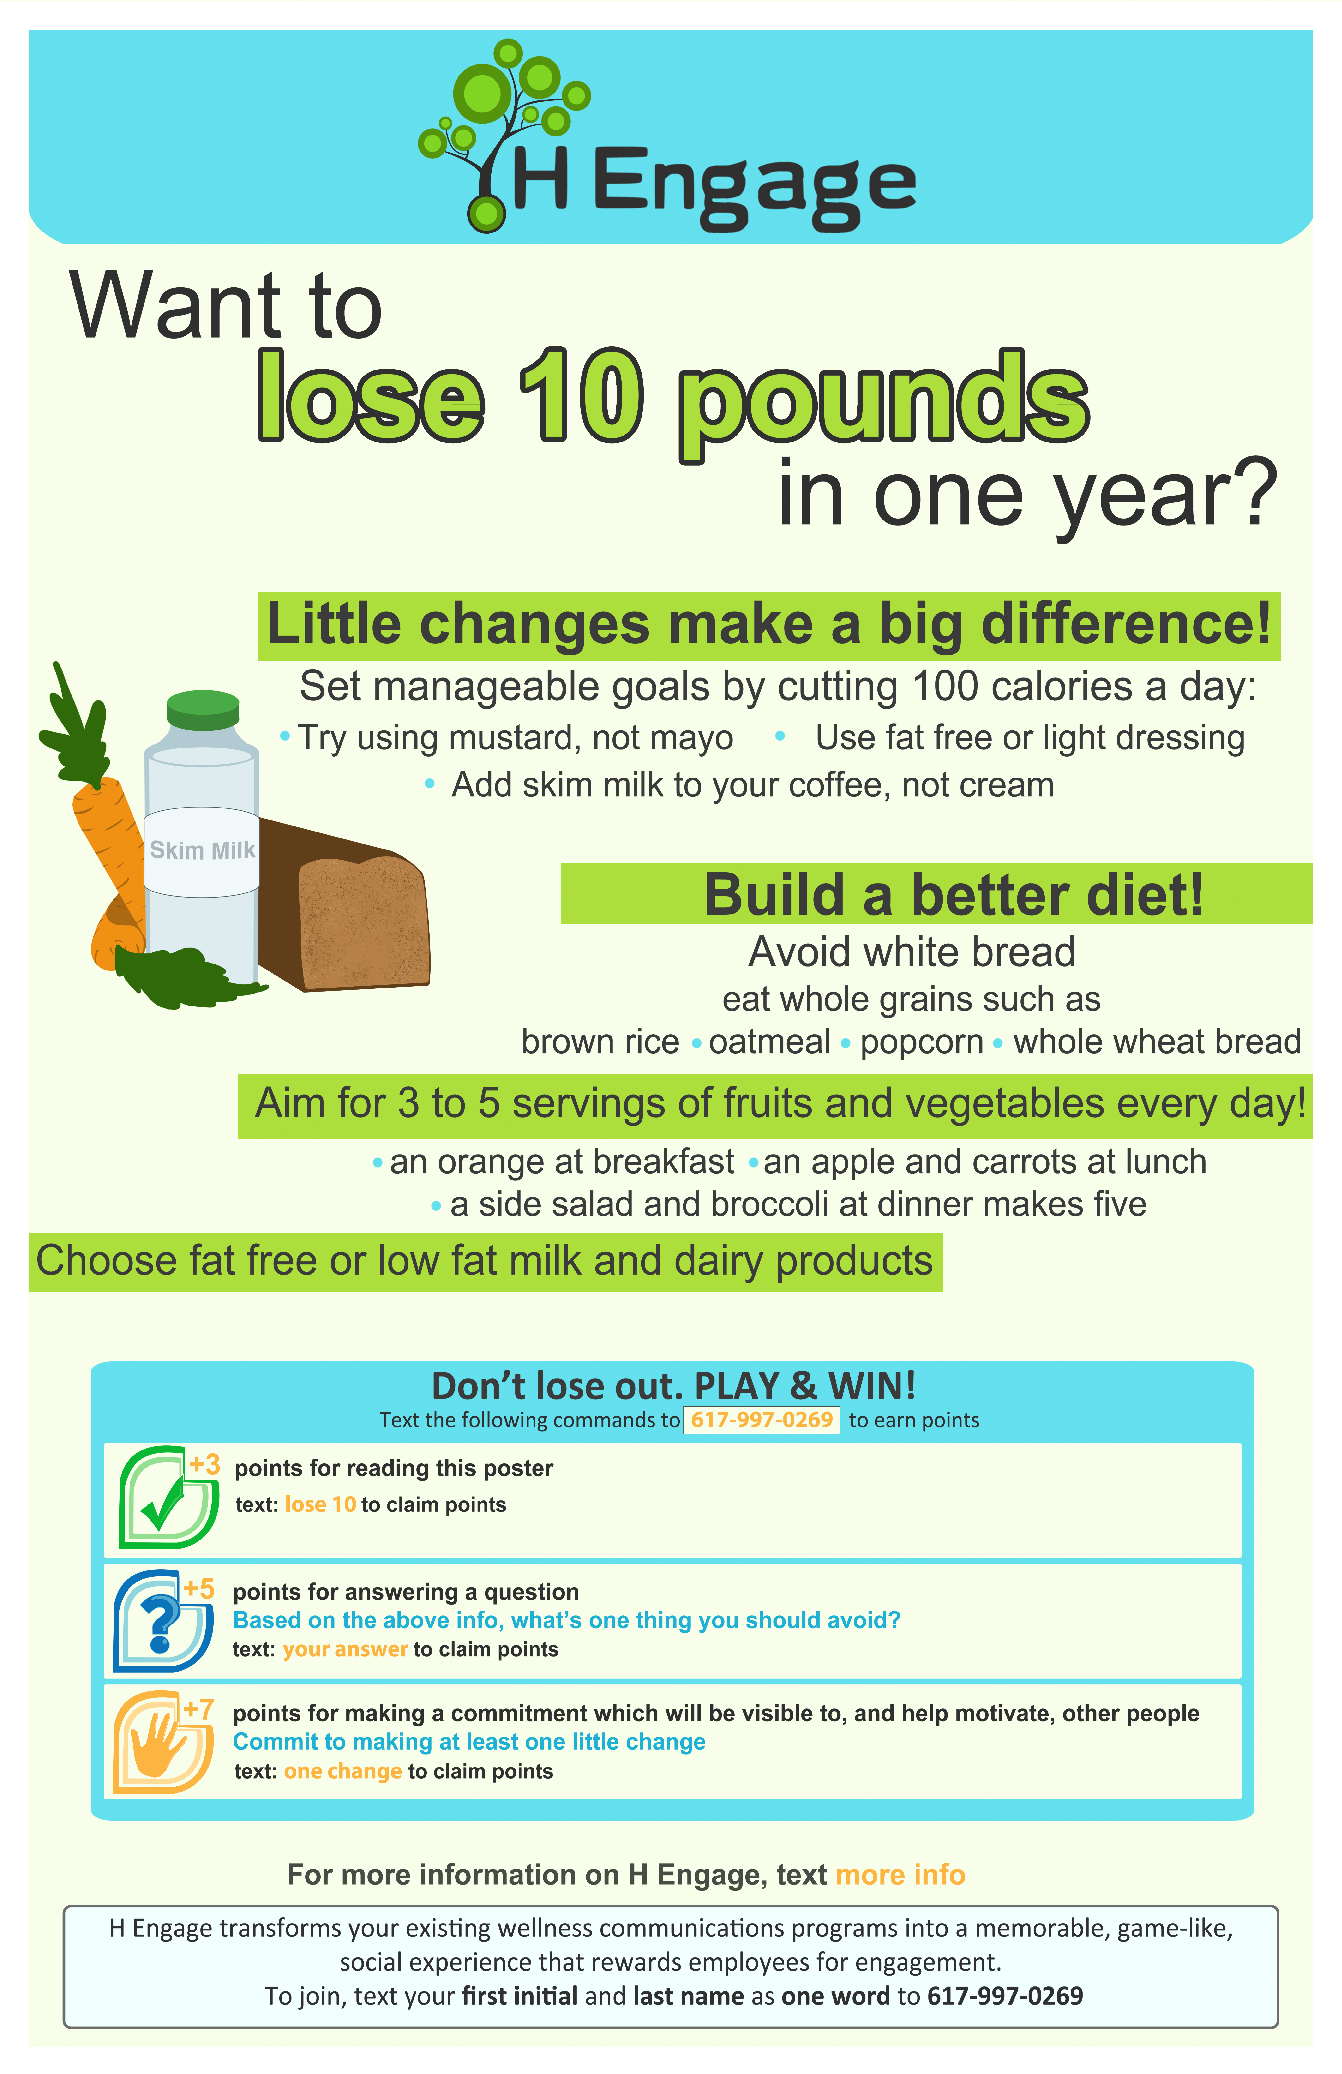 H Engage
Want to
lose 10 pounds
in one year?
Little changes make a big difference!
Set manageable goals by cutting 100 calories a day:
• Try using mustard, not mayo • Use fat free or light dressing
• Add skim milk to your coffee, not cream
Skim Milk
Build a better diet!
Avoid white bread
eat whole grains such as
brown rice • oatmeal • popcorn • whole wheat bread
Aim for 3 to 5 servings of fruits and vegetables every day!
• an orange at breakfast • an apple and carrots at lunch
• a side salad and broccoli at dinner makes five
Choose fat free or low fat milk and dairy products
Don't lose out. PLAY & WIN!
Text the following commands to 617-997-0269 to earn points
+3 points for reading this poster
text: lose 10 to claim points
+5 points for answering a question
Based on the above info, what's one thing you should avoid?
text: your answer to claim points
+7 points for making a commitment which will be visible to, and help motivate, other people
Commit to making at least one little change
text: one change to claim points
For more information on H Engage, text more info
H Engage transforms your existing wellness communications programs into a memorable, game-like,
social experience that rewards employees for engagement.
To join, text your first initial and last name as one word to 617-997-0269